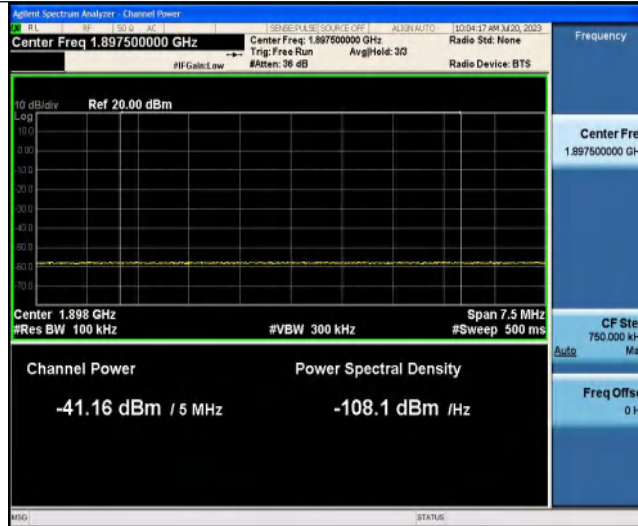 Agilent Spectrum Analyzer - Channel Power
RL RF 50 Ω AC SENSE:PULSE SOURCE OFF ALIGN AUTO 10:04:17 AM Jul 20, 2023
Center Freq 1.897500000 GHz
Center Freq: 1.897500000 GHz
Radio Std: None
Trig: Free Run Avg|Hold: 3/3
#IFGain:Low
#Atten: 36 dB
Radio Device: BTS
10 dB/div Ref 20.00 dBm
Log
10.0
0.00
-10.0
-20.0
-30.0
-40.0
-50.0
-60.0
-70.0
Center 1.898 GHz
Span 7.5 MHz
#Res BW 100 kHz
#VBW 300 kHz
#Sweep 500 ms
Channel Power
Power Spectral Density
-41.16 dBm / 5 MHz
-108.1 dBm /Hz
MSG
STATUS
Frequency
Center Fre
1.897500000 GH
CF Ste
750.000 kH
Auto Ma
Freq Offse
0 H